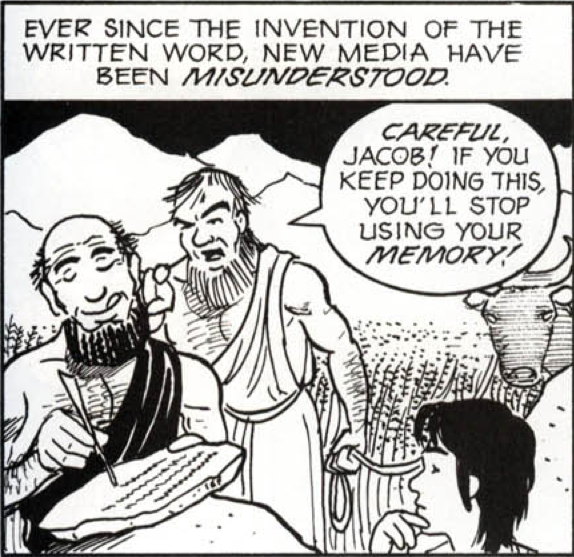 EVER SINCE THE INVENTION OF THE
WRITTEN WORD, NEW MEDIA HAVE
BEEN MISUNDERSTOOD.
CAREFUL,
JACOB! IF YOU
KEEP DOING THIS,
YOU'LL STOP
USING YOUR
MEMORY!